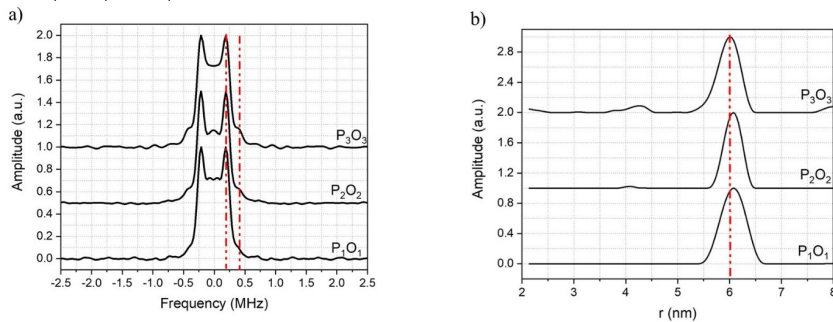 a)
2.0
1.8
1.6
1.4
1.2
1.0
0.8
0.6
0.4
0.2
0.0
Amplitude (a.u.)
P₃O₃
P₂O₂
P₁O₁
-2.5 -2.0 -1.5 -1.0 -0.5 0.0 0.5 1.0 1.5 2.0 2.5
Frequency (MHz)
b)
2.8
2.4
2.0
1.6
1.2
0.8
0.4
0.0
Amplitude (a.u.)
P₃O₃
P₂O₂
P₁O₁
2 3 4 5 6 7 8
r (nm)